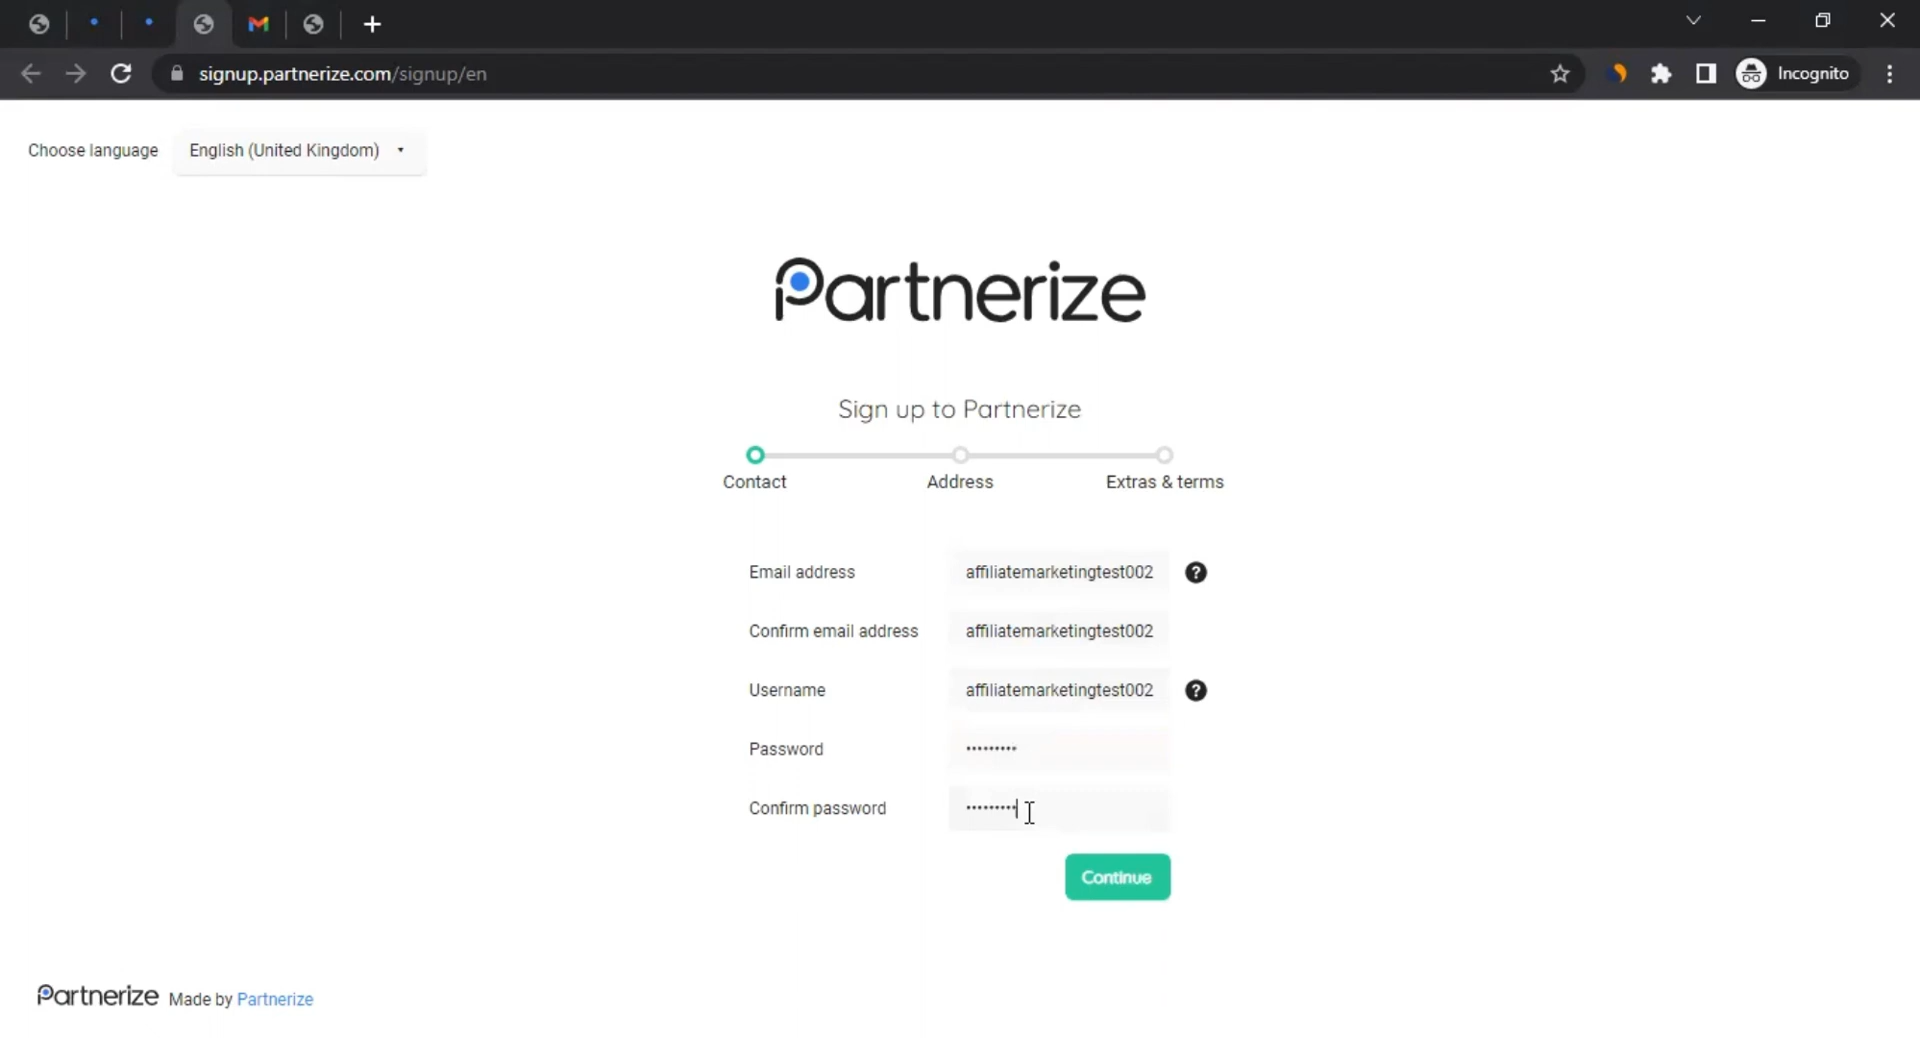 signup.partnerize.com/signup/en
Incognito
Choose language English (United Kingdom)
Partnerize
Sign up to Partnerize
Contact Address Extras & terms
Email address affiliatemarketingtest002 ?
Confirm email address affiliatemarketingtest002
Username affiliatemarketingtest002 ?
Password •••••••••
Confirm password •••••••••
Continue
Partnerize Made by Partnerize